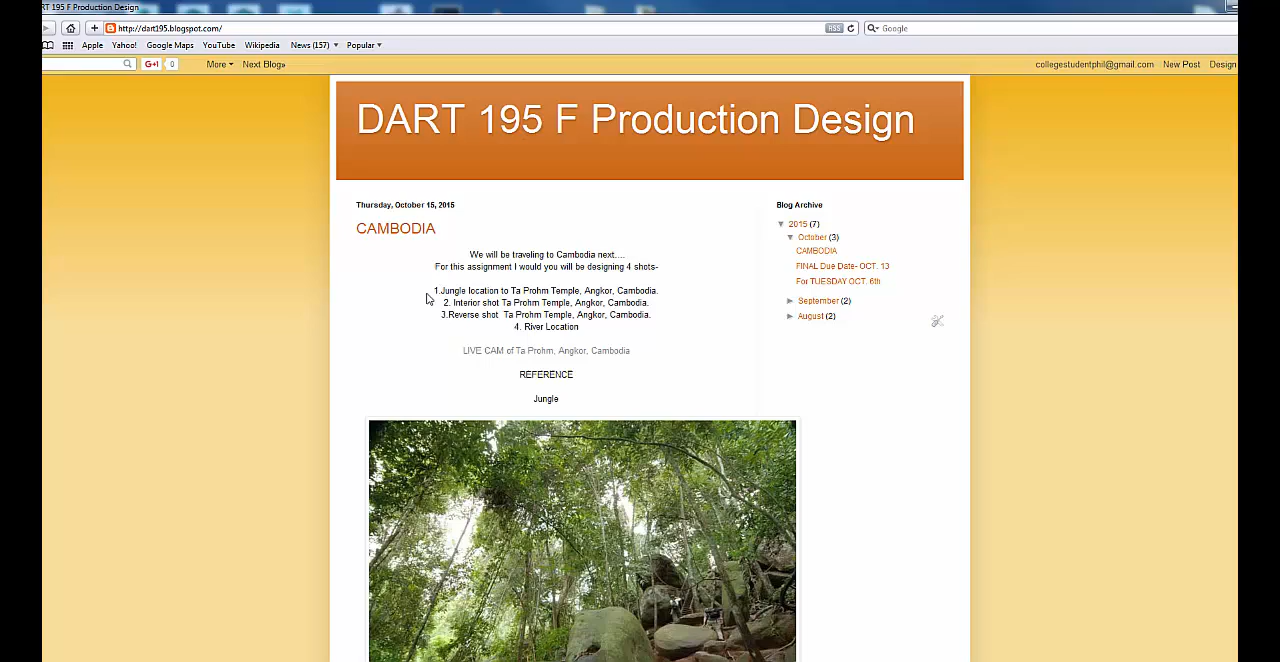 RT 195 F Production Design
http://dart195.blogspot.com/
RSS
Google
Apple Yahoo! Google Maps YouTube Wikipedia News (157) Popular
G+1 0 More Next Blog» collegestudentphil@gmail.com New Post Design
DART 195 F Production Design
Thursday, October 15, 2015
CAMBODIA
We will be traveling to Cambodia next....
For this assignment I would you will be designing 4 shots-
1.Jungle location to Ta Prohm Temple, Angkor, Cambodia.
2. Interior shot Ta Prohm Temple, Angkor, Cambodia.
3.Reverse shot Ta Prohm Temple, Angkor, Cambodia.
4. River Location
LIVE CAM of Ta Prohm, Angkor, Cambodia
REFERENCE
Jungle
Blog Archive
2015 (7)
October (3)
CAMBODIA
FINAL Due Date- OCT. 13
For TUESDAY OCT. 6th
September (2)
August (2)